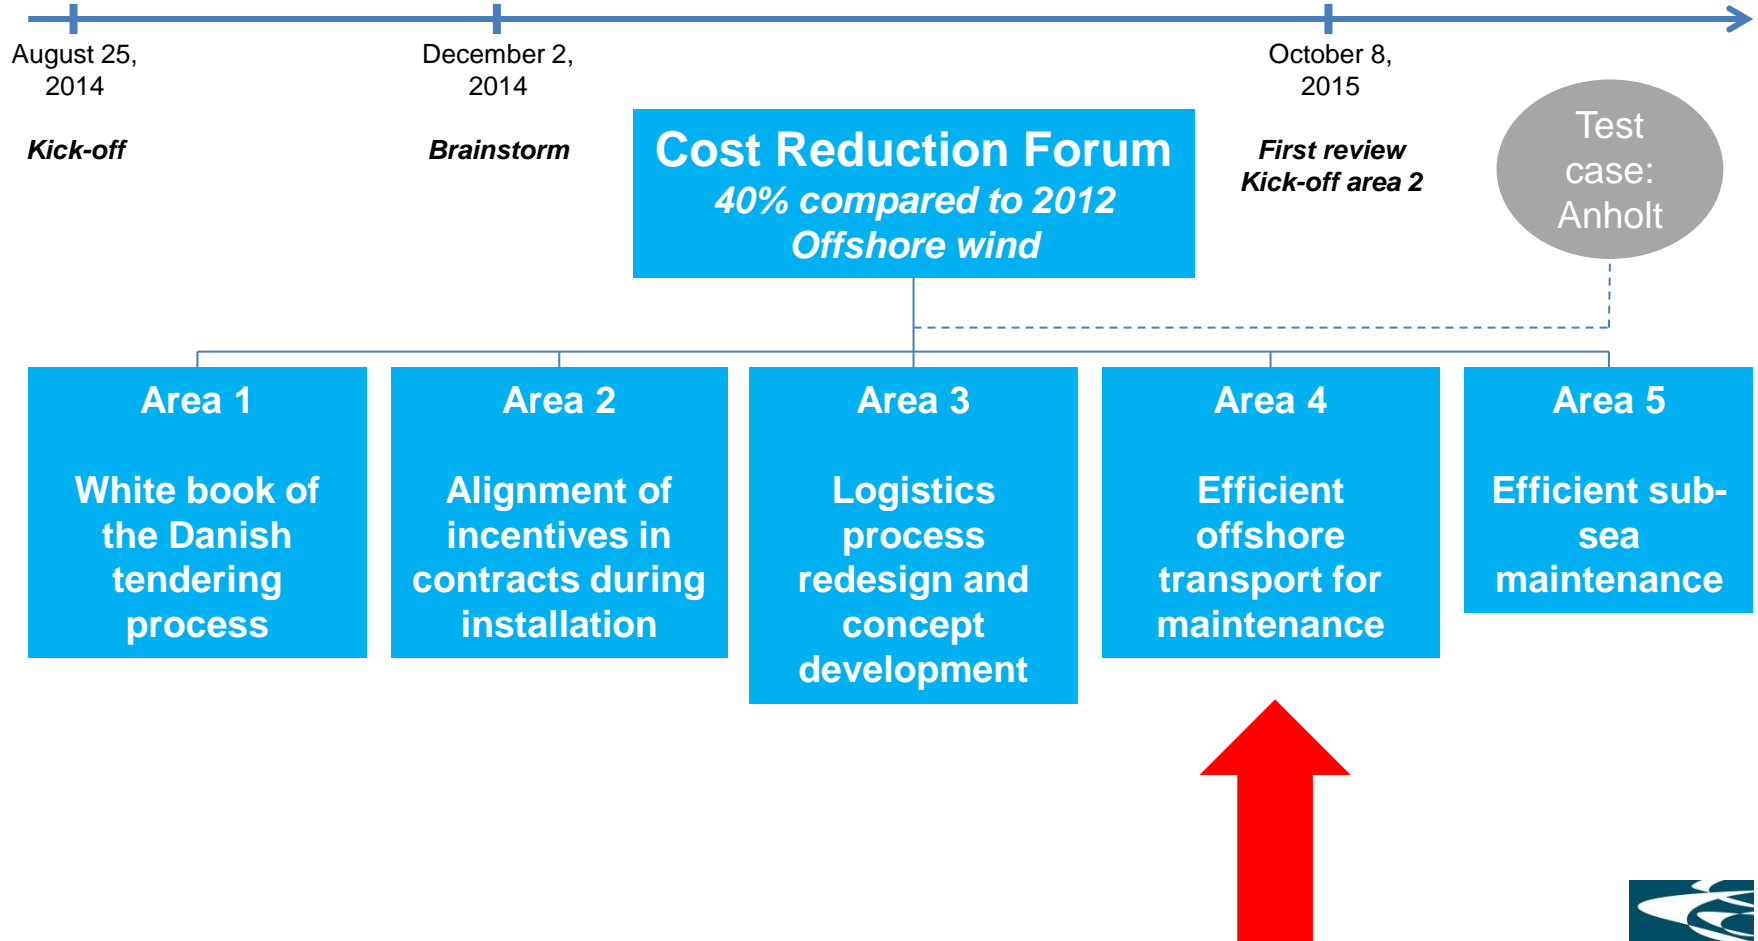 August 25,
2014
Kick-off
December 2,
2014
Brainstorm
October 8,
2015
First review
Kick-off area 2
Test
case:
Anholt
Cost Reduction Forum
40% compared to 2012
Offshore wind
Area 1
White book of
the Danish
tendering
process
Area 2
Alignment of
incentives in
contracts during
installation
Area 3
Logistics
process
redesign and
concept
development
Area 4
Efficient
offshore
transport for
maintenance
Area 5
Efficient sub-
sea
maintenance